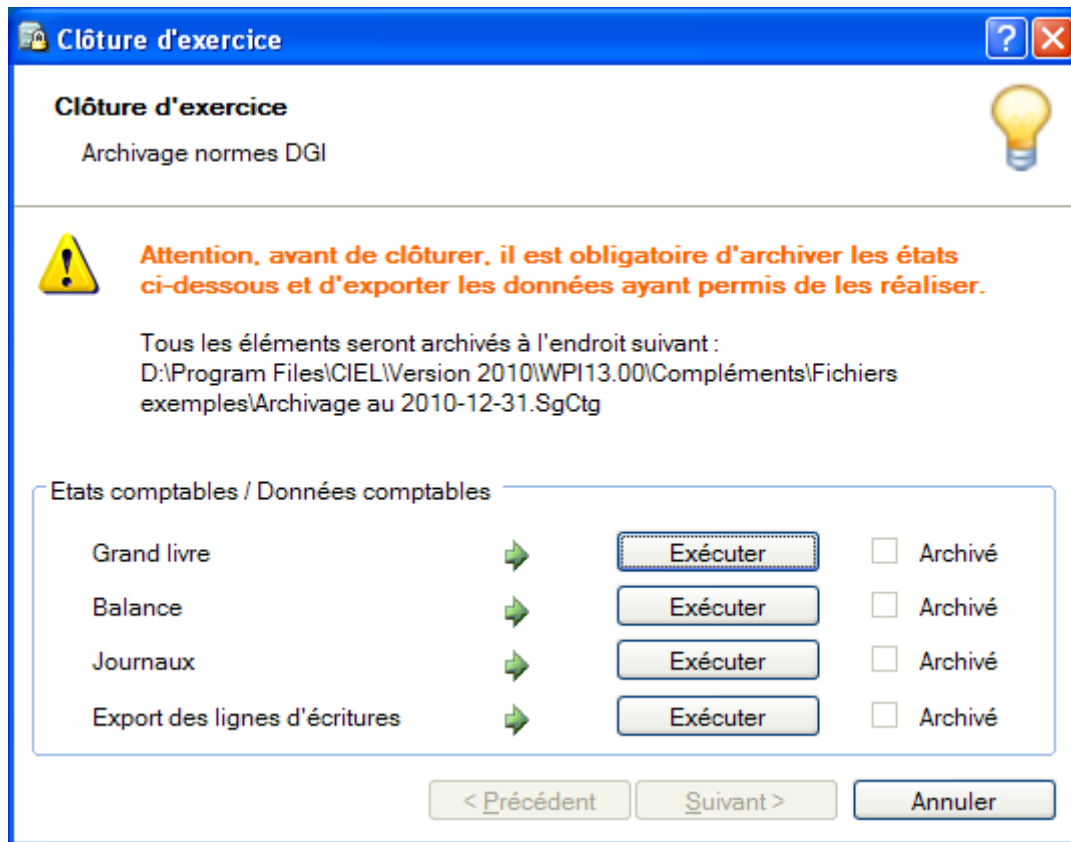 Clôture d'exercice
Clôture d'exercice
Archivage normes DGI
Attention, avant de clôturer, il est obligatoire d'archiver les états
ci-dessous et d'exporter les données ayant permis de les réaliser.
Tous les éléments seront archivés à l'endroit suivant :
D:\Program Files\CIEL\Version 2010\WPI13.00\Compléments\Fichiers
exemples\Archivage au 2010-12-31.SgCtg
Etats comptables / Données comptables
Grand livre Exécuter Archivé
Balance Exécuter Archivé
Journaux Exécuter Archivé
Export des lignes d'écritures Exécuter Archivé
< Précédent Suivant > Annuler